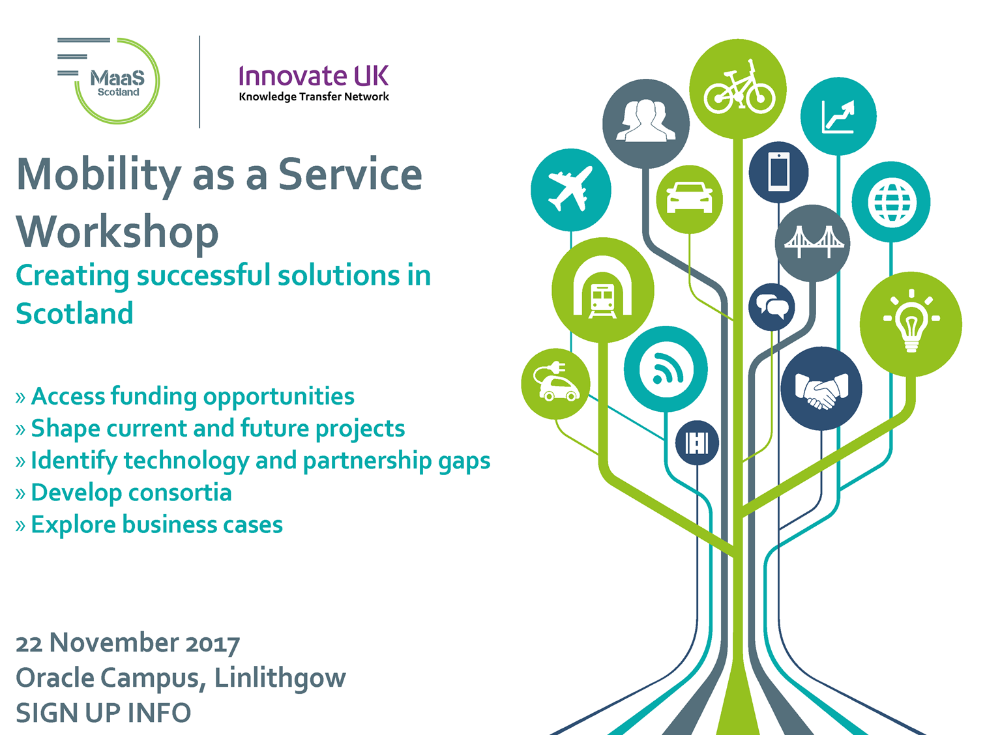 MaaS
Scotland
Innovate UK
Knowledge Transfer Network
Mobility as a Service
Workshop
Creating successful solutions in
Scotland
» Access funding opportunities
» Shape current and future projects
» Identify technology and partnership gaps
» Develop consortia
» Explore business cases
22 November 2017
Oracle Campus, Linlithgow
SIGN UP INFO